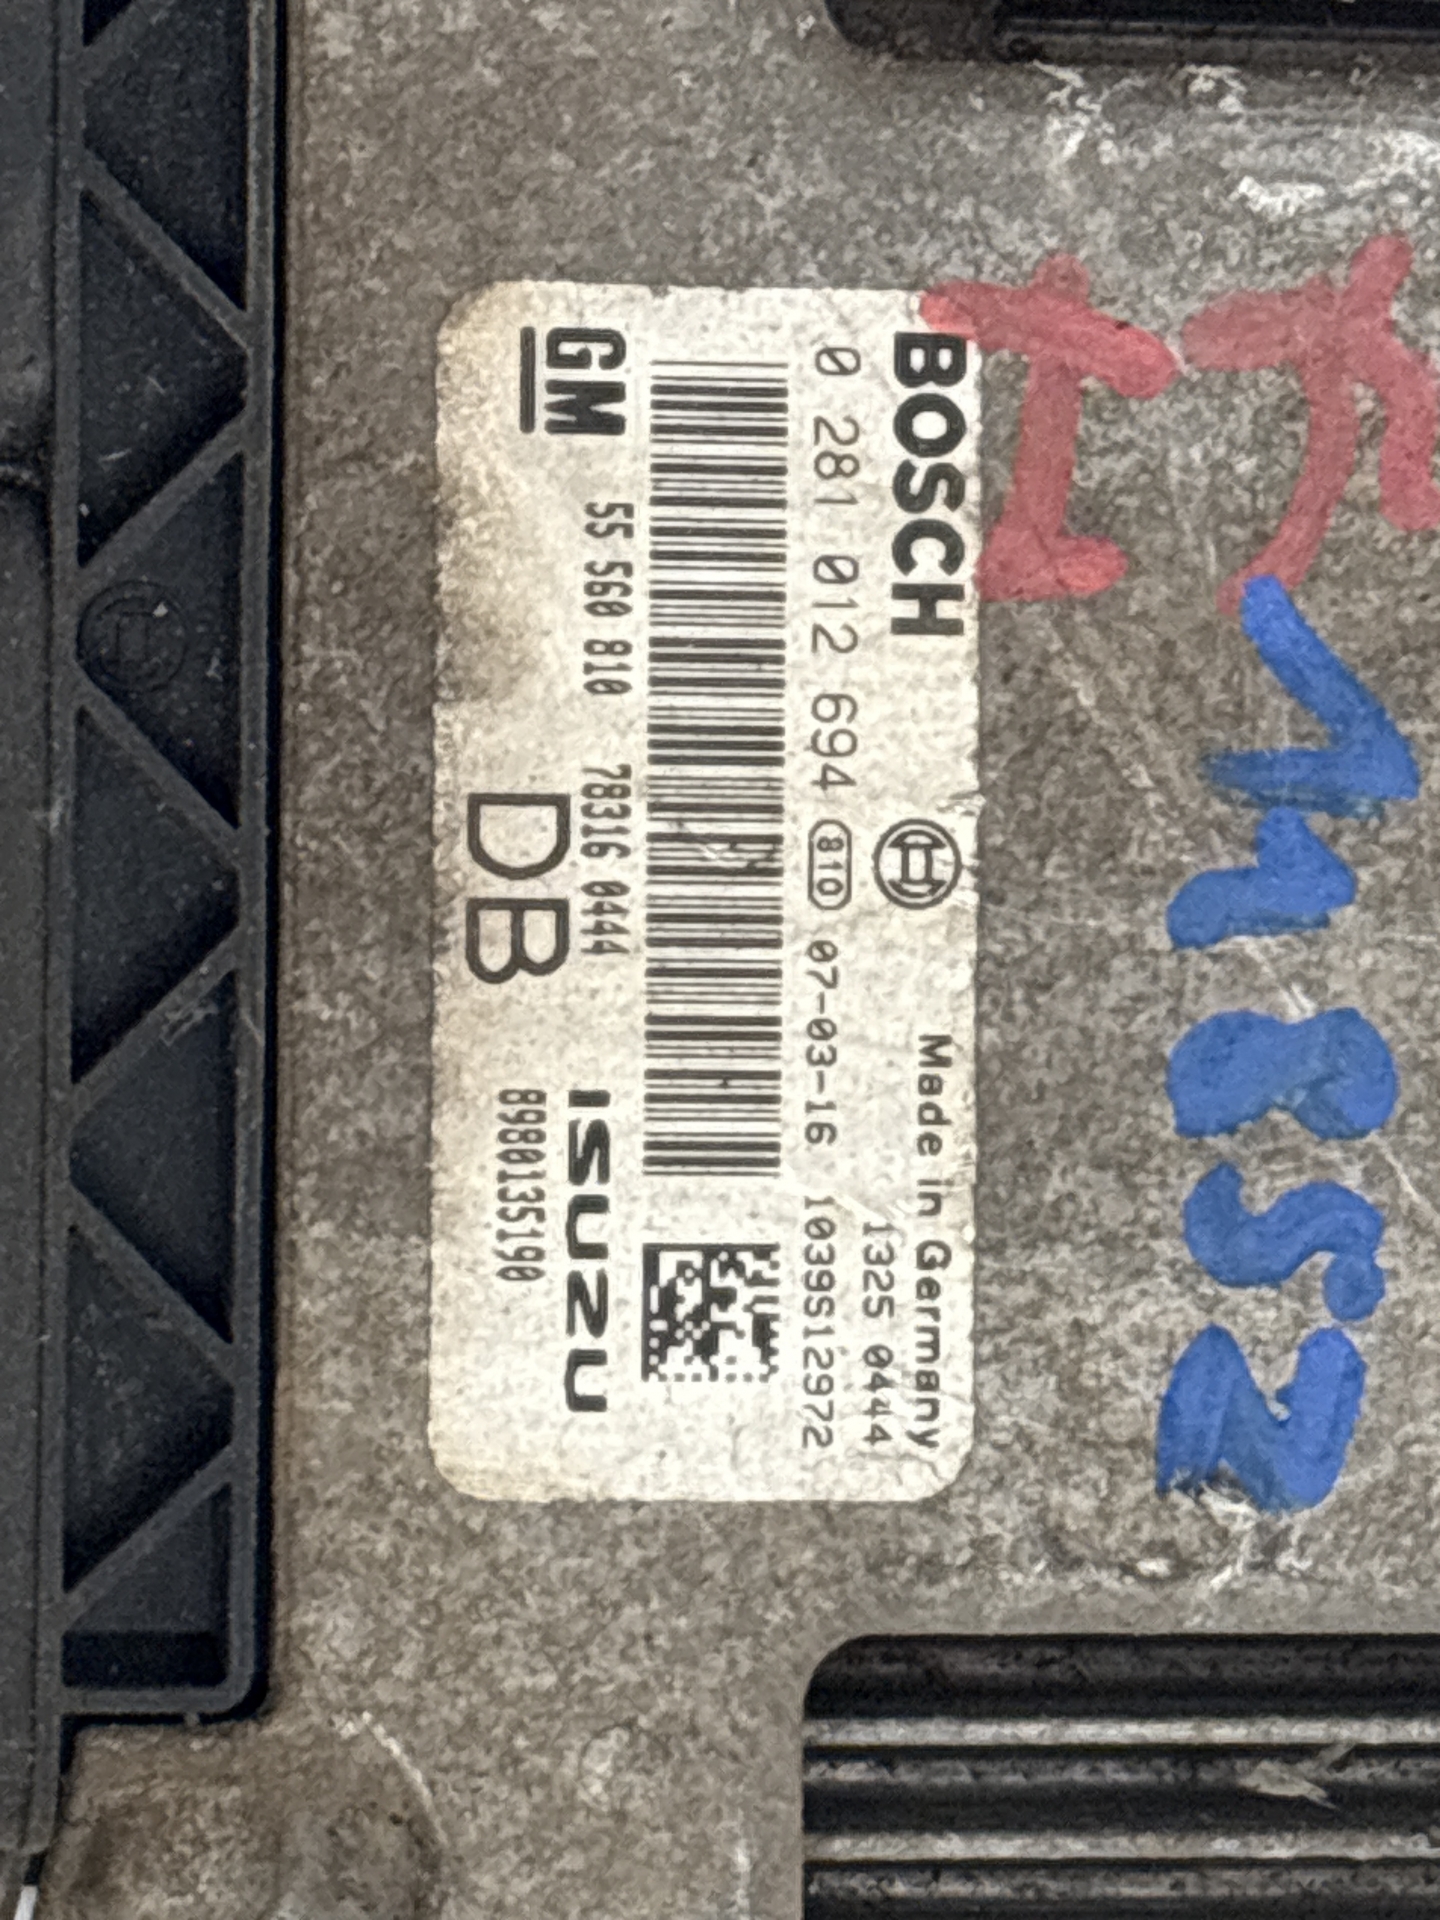 BOSCH
Made in Germany
1325 0444
0 281 012 694 810 07-03-16 1039S12972
GM 55 560 810 78316 0444 ISUZU
DB 8980135190